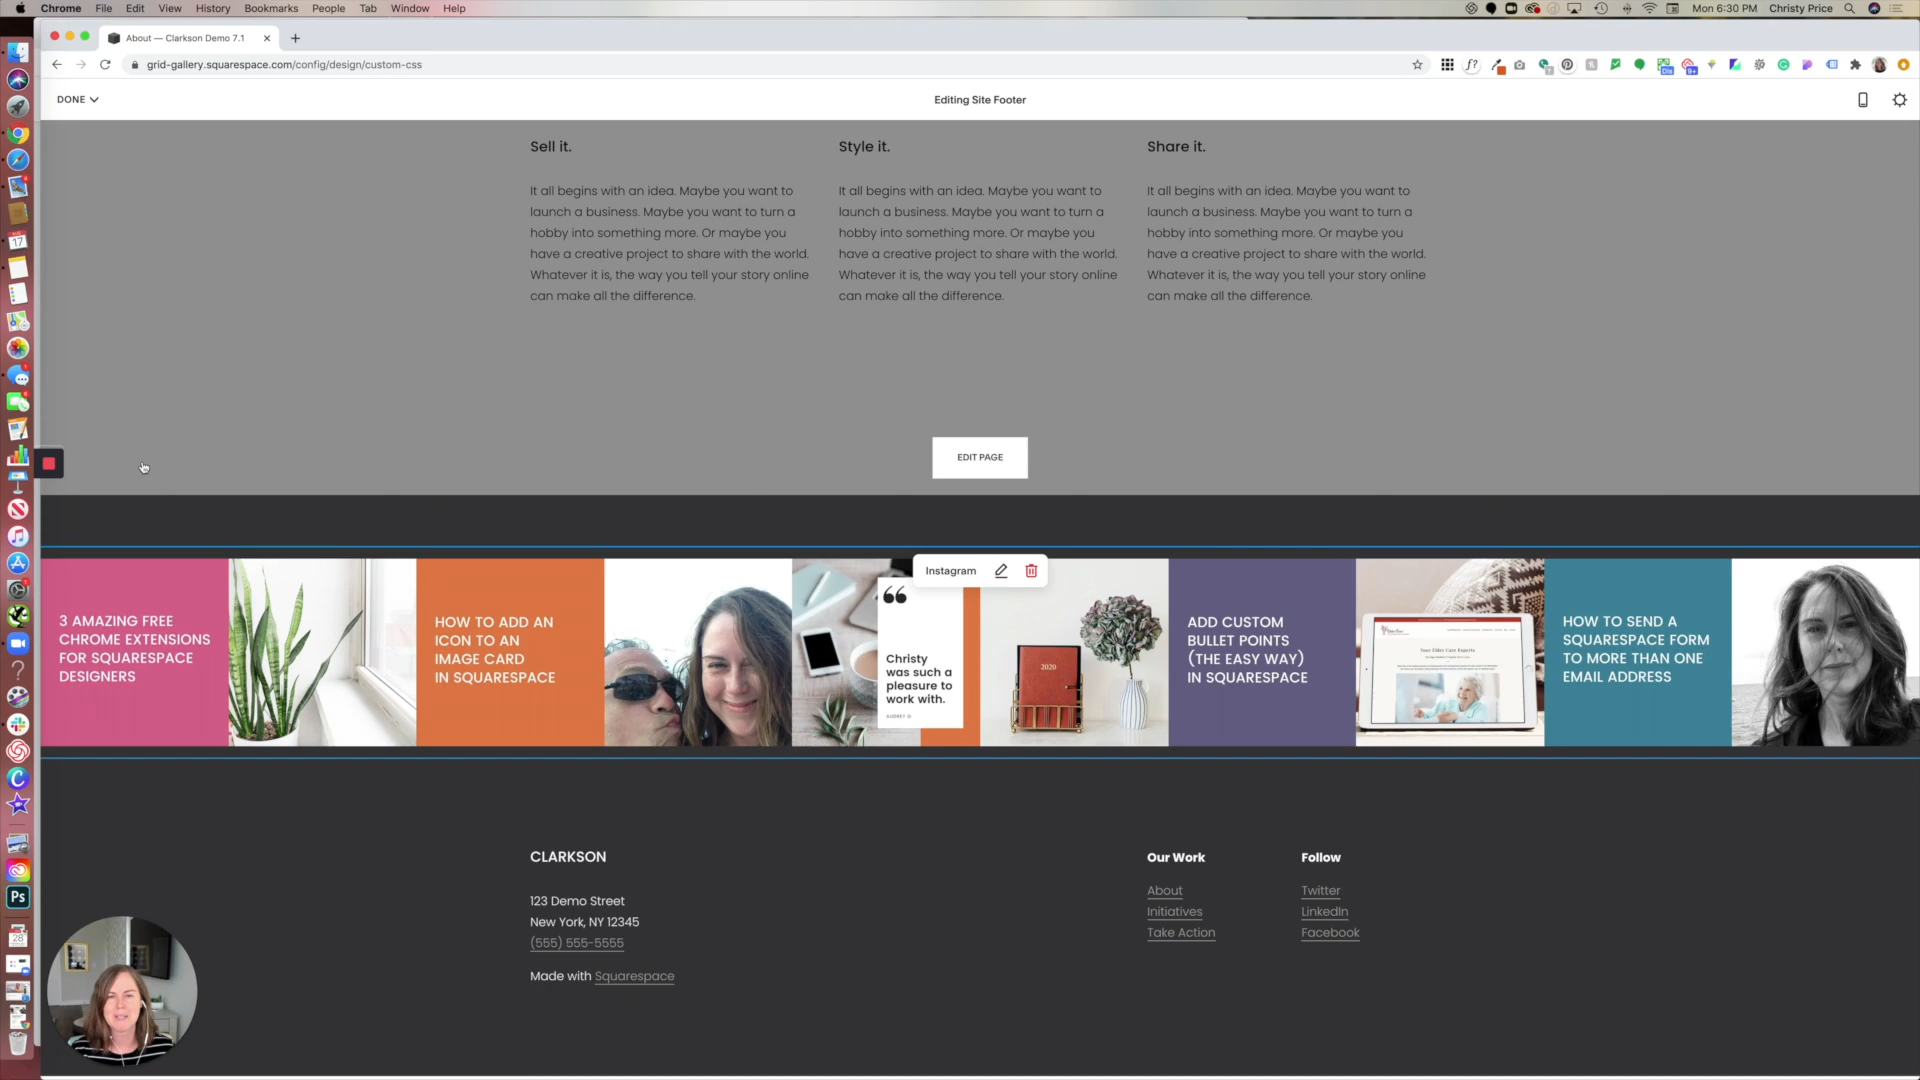 Chrome File Edit View History Bookmarks People Tab Window Help
Mon 6:30 PM Christy Price
About — Clarkson Demo 7.1
grid-gallery.squarespace.com/config/design/custom-css
DONE
Editing Site Footer
Sell it.
It all begins with an idea. Maybe you want to
launch a business. Maybe you want to turn a
hobby into something more. Or maybe you
have a creative project to share with the world.
Whatever it is, the way you tell your story online
can make all the difference.
Style it.
It all begins with an idea. Maybe you want to
launch a business. Maybe you want to turn a
hobby into something more. Or maybe you
have a creative project to share with the world.
Whatever it is, the way you tell your story online
can make all the difference.
Share it.
It all begins with an idea. Maybe you want to
launch a business. Maybe you want to turn a
hobby into something more. Or maybe you
have a creative project to share with the world.
Whatever it is, the way you tell your story online
can make all the difference.
EDIT PAGE
Instagram
3 AMAZING FREE
CHROME EXTENSIONS
FOR SQUARESPACE
DESIGNERS
HOW TO ADD AN
ICON TO AN
IMAGE CARD
IN SQUARESPACE
Christy
was such a
pleasure to
work with.
2020
ADD CUSTOM
BULLET POINTS
(THE EASY WAY)
IN SQUARESPACE
Your Elder Care Experts
HOW TO SEND A
SQUARESPACE FORM
TO MORE THAN ONE
EMAIL ADDRESS
CLARKSON
123 Demo Street
New York, NY 12345
(555) 555-5555
Made with Squarespace
Our Work
About
Initiatives
Take Action
Follow
Twitter
LinkedIn
Facebook
17
Ps
28